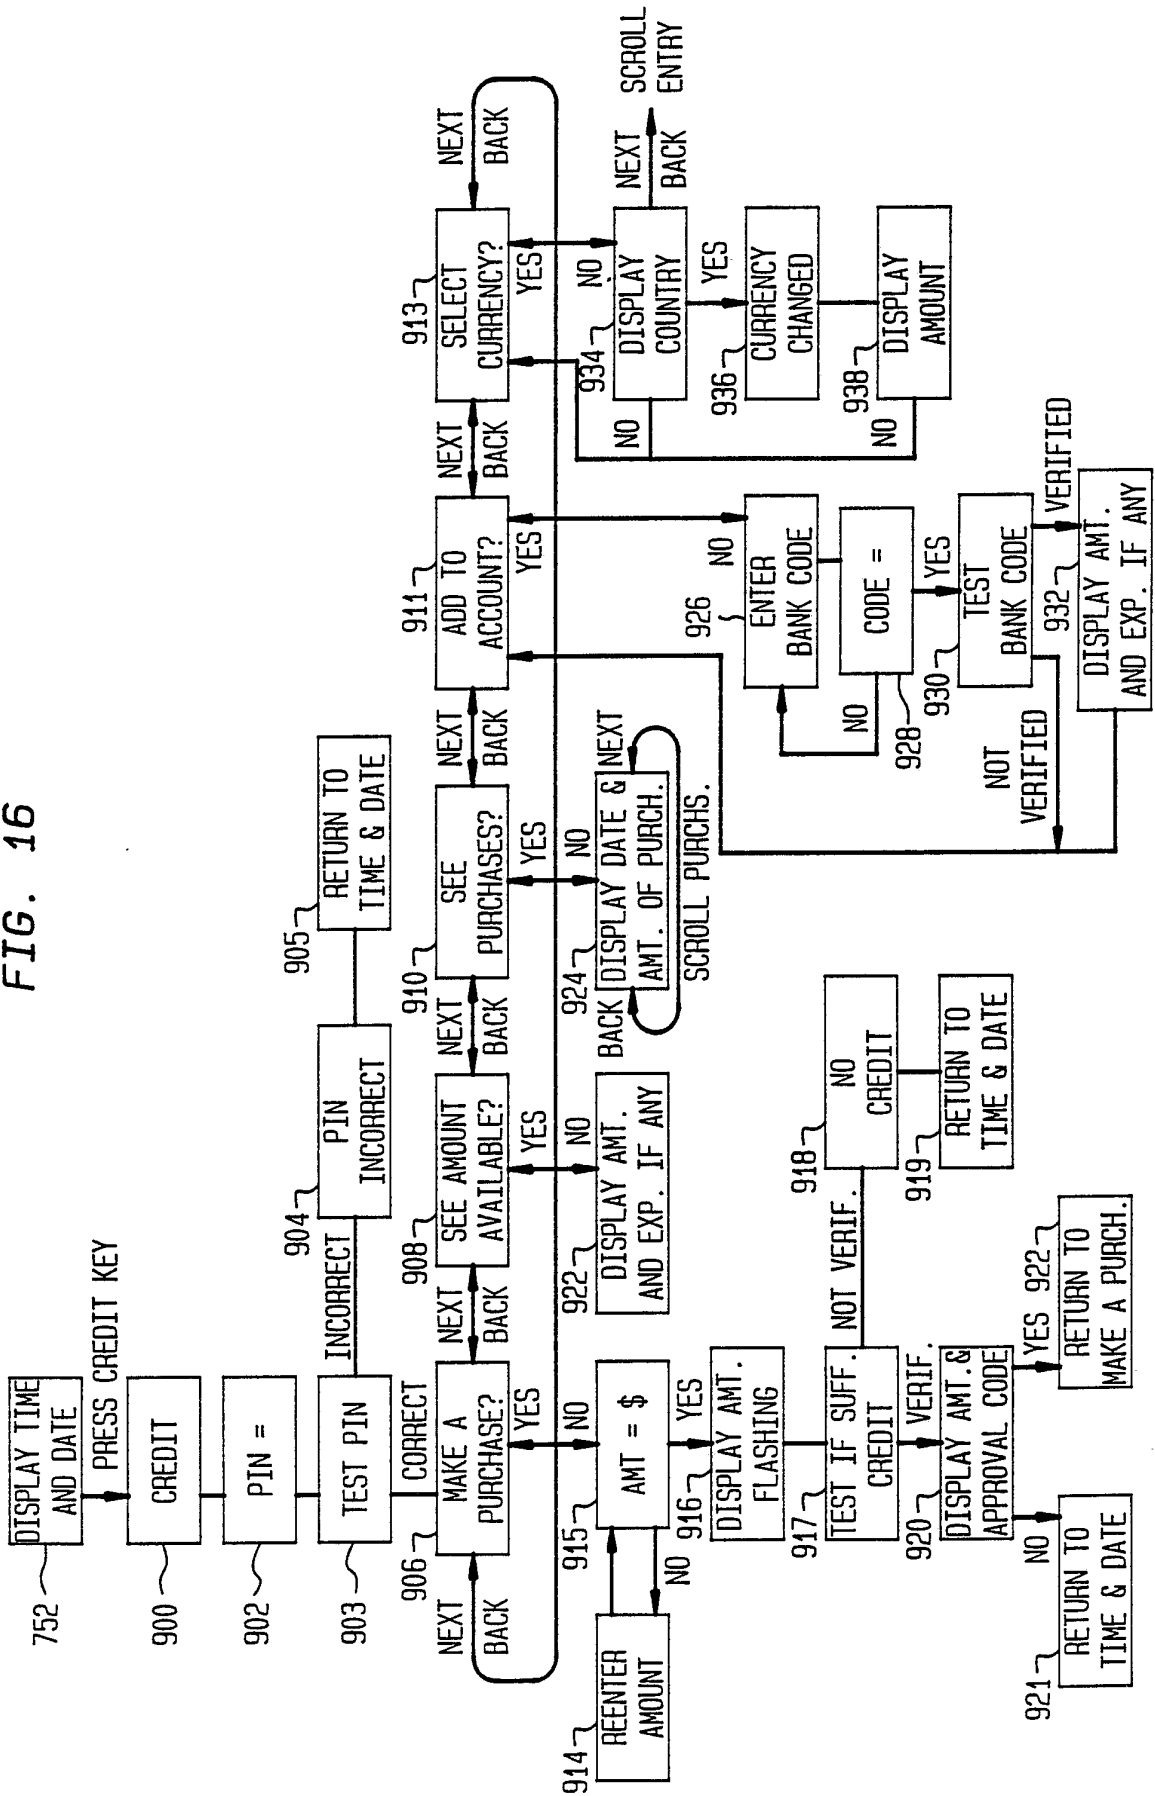 FIG. 16
752
DISPLAY TIME
AND DATE
PRESS CREDIT KEY
900
CREDIT
902
PIN =
903
TEST PIN
INCORRECT
904
PIN
INCORRECT
905
RETURN TO
TIME & DATE
CORRECT
NEXT
BACK
906
MAKE A
PURCHASE?
NEXT
BACK
908
SEE AMOUNT
AVAILABLE?
NEXT
BACK
910
SEE
PURCHASES?
NEXT
BACK
911
ADD TO
ACCOUNT?
NEXT
BACK
913
SELECT
CURRENCY?
NEXT
BACK
YES
YES
YES
YES
YES
NO
NO
NO
NO
NO
914
REENTER
AMOUNT
NO
915
AMT = $
YES
916
DISPLAY AMT.
FLASHING
917
TEST IF SUFF.
CREDIT
NOT VERIF.
918
NO
CREDIT
919
RETURN TO
TIME & DATE
VERIF.
920
DISPLAY AMT.&
APPROVAL CODE
NO
921
RETURN TO
TIME & DATE
YES
922
RETURN TO
MAKE A PURCH.
922
DISPLAY AMT.
AND EXP. IF ANY
924
BACK
DISPLAY DATE &
AMT. OF PURCH.
NEXT
SCROLL PURCHS.
926
ENTER
BANK CODE
CODE =
NO
928
YES
930
TEST
BANK CODE
NOT
VERIFIED
VERIFIED
932
DISPLAY AMT.
AND EXP. IF ANY
934
DISPLAY
COUNTRY
NEXT
BACK
SCROLL
ENTRY
NO
YES
936
CURRENCY
CHANGED
938
DISPLAY
AMOUNT
NO